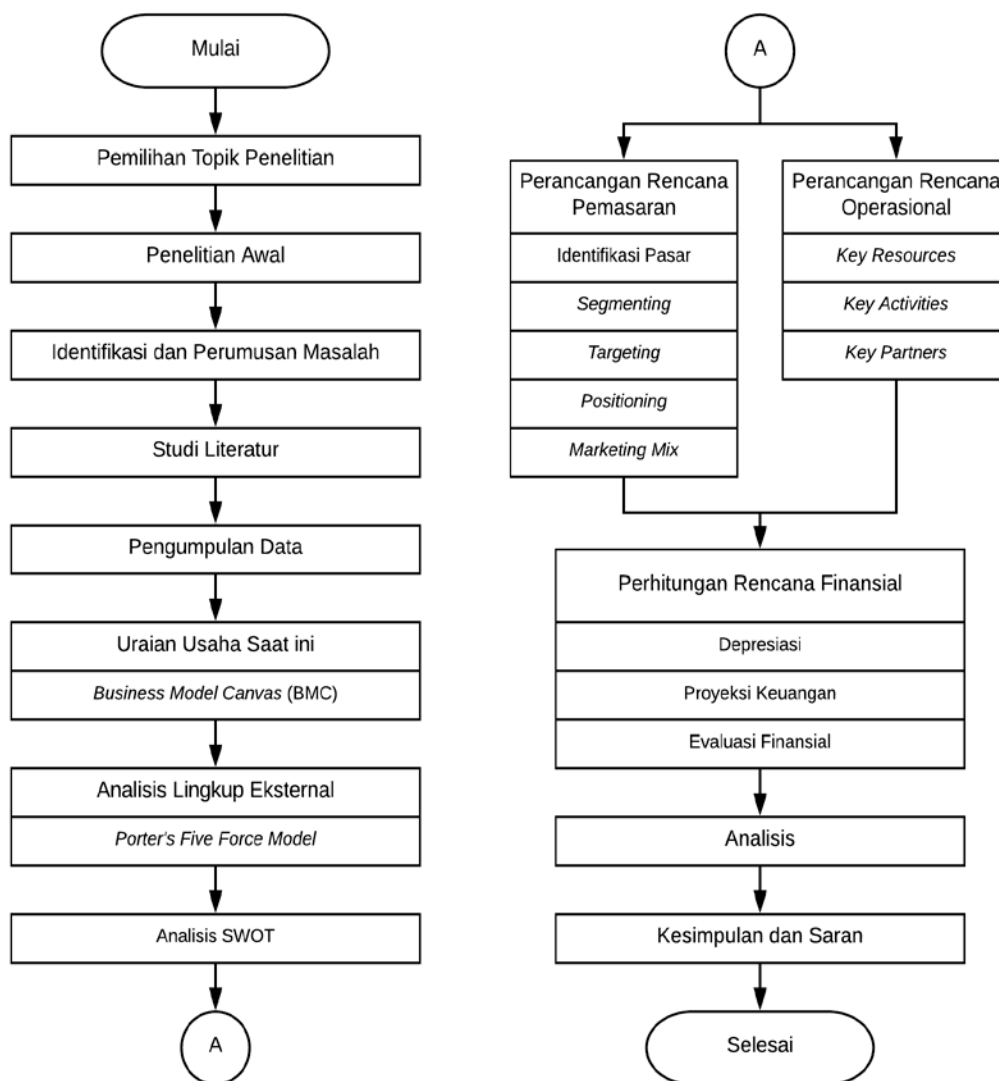 Mulai
Pemilihan Topik Penelitian
Penelitian Awal
Identifikasi dan Perumusan Masalah
Studi Literatur
Pengumpulan Data
Uraian Usaha Saat ini
Business Model Canvas (BMC)
Analisis Lingkup Eksternal
Porter's Five Force Model
Analisis SWOT
A
A
Perancangan Rencana
Pemasaran
Identifikasi Pasar
Segmenting
Targeting
Positioning
Marketing Mix
Perancangan Rencana
Operasional
Key Resources
Key Activities
Key Partners
Perhitungan Rencana Finansial
Depresiasi
Proyeksi Keuangan
Evaluasi Finansial
Analisis
Kesimpulan dan Saran
Selesai